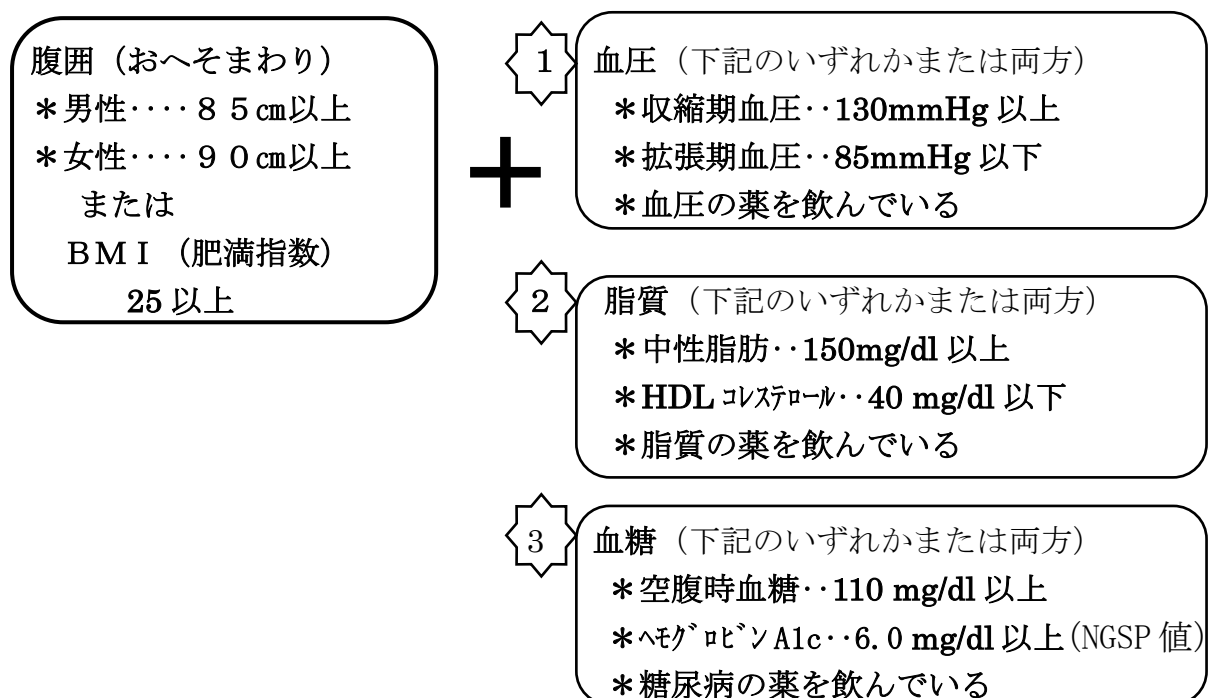 腹囲（おへそまわり）
＊男性‥‥８５㎝以上
＊女性‥‥９０㎝以上
または
ＢＭＩ（肥満指数）
25以上
1
血圧（下記のいずれかまたは両方）
＊収縮期血圧‥130mmHg 以上
＊拡張期血圧‥85mmHg 以下
＊血圧の薬を飲んでいる
2
脂質（下記のいずれかまたは両方）
＊中性脂肪‥150mg/dl 以上
＊HDL ｺﾚｽﾃﾛｰﾙ‥40 mg/dl 以下
＊脂質の薬を飲んでいる
3
血糖（下記のいずれかまたは両方）
＊空腹時血糖‥110 mg/dl 以上
＊ﾍﾓｸﾞﾛﾋﾞﾝ A1c‥6.0 mg/dl 以上(NGSP 値)
＊糖尿病の薬を飲んでいる